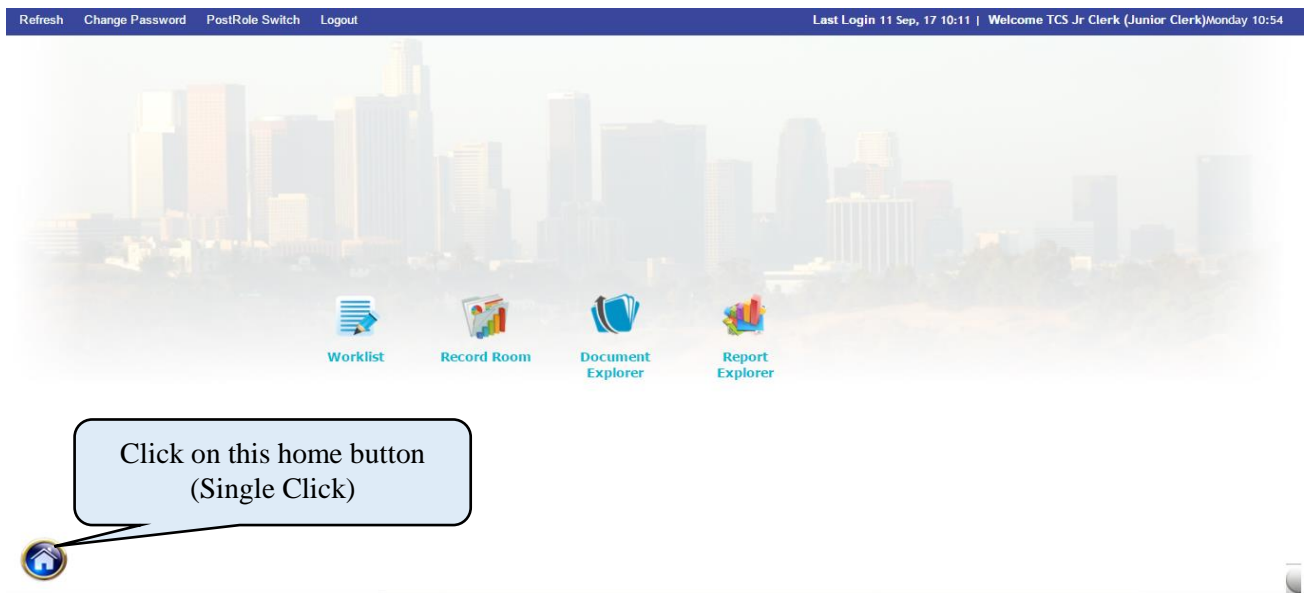 Refresh Change Password PostRole Switch Logout Last Login 11 Sep, 17 10:11 | Welcome TCS Jr Clerk (Junior Clerk)Monday 10:54
Worklist Record Room Document Explorer Report Explorer
Click on this home button
(Single Click)